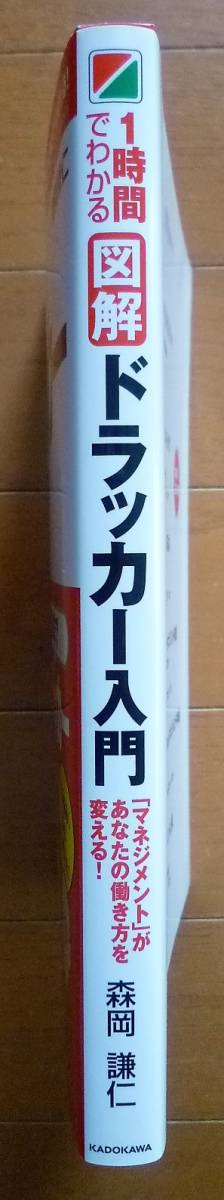 1時間
でわかる
図解
ドラッカー入門
「マネジメント」が
あなたの働き方を
変える!
森岡 謙仁
KADOKAWA